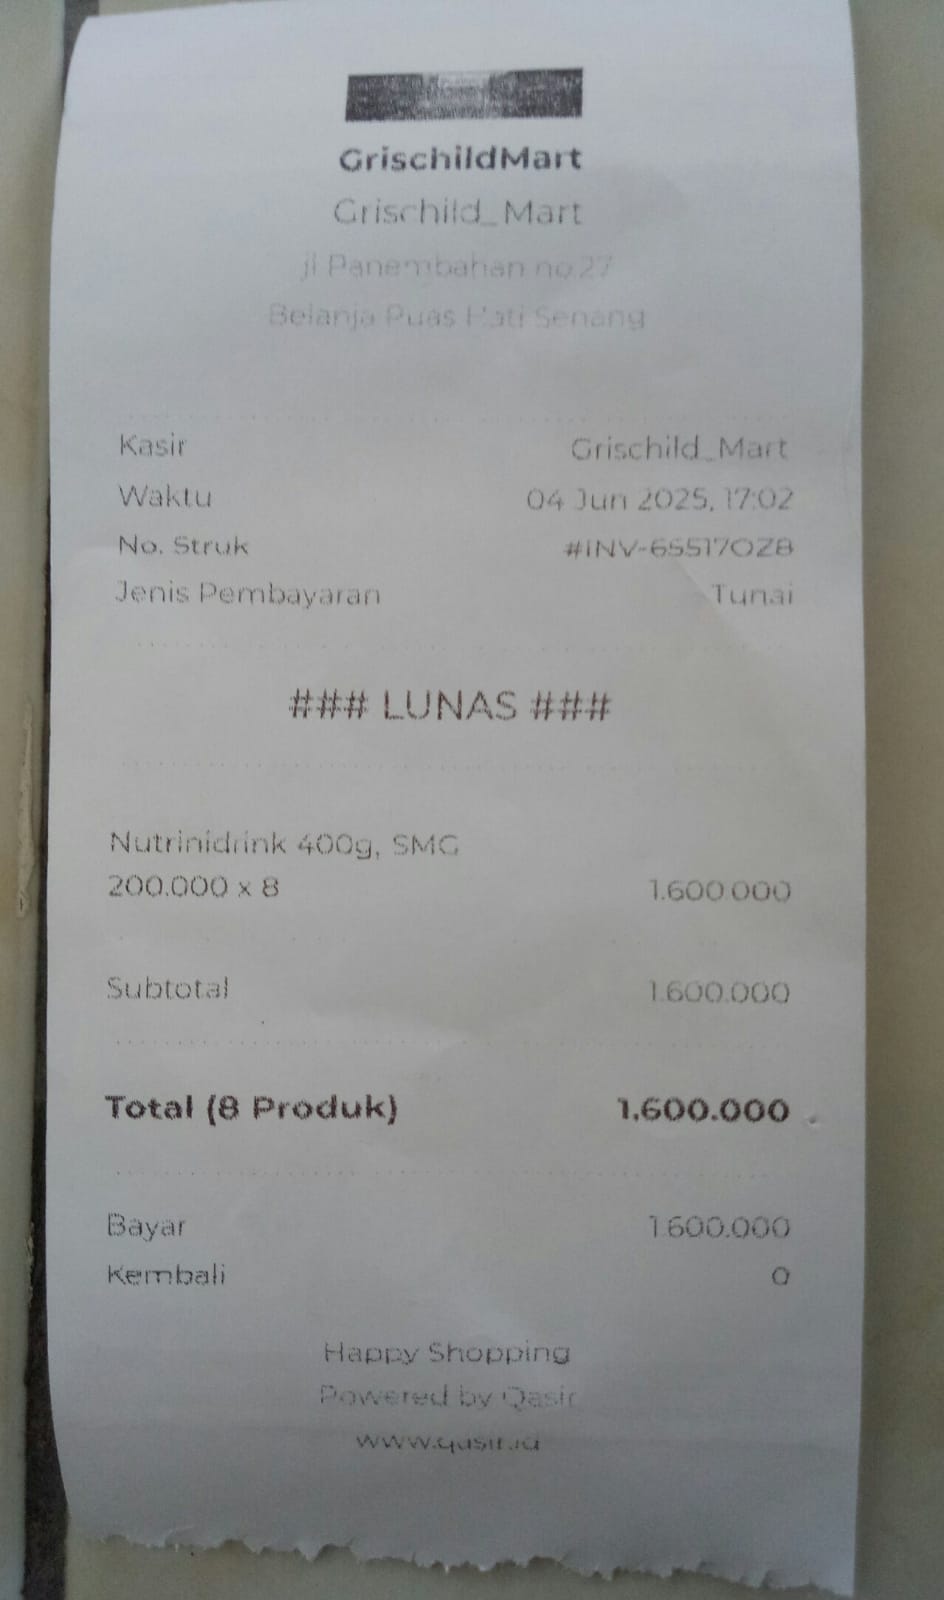 GrischildMart
Grischild_Mart
jl Panembahan no.27
Belanja Puas Hati Senang
Kasir Grischild_Mart
Waktu 04 Jun 2025, 17:02
No. Struk #INV-6S517OZ8
Jenis Pembayaran Tunai
### LUNAS ###
Nutrinidrink 400g, SMG
200.000 x 8 1.600.000
Subtotal 1.600.000
Total (8 Produk) 1.600.000
Bayar 1.600.000
Kembali 0
Happy Shopping
Powered by Qasir
www.qasir.id